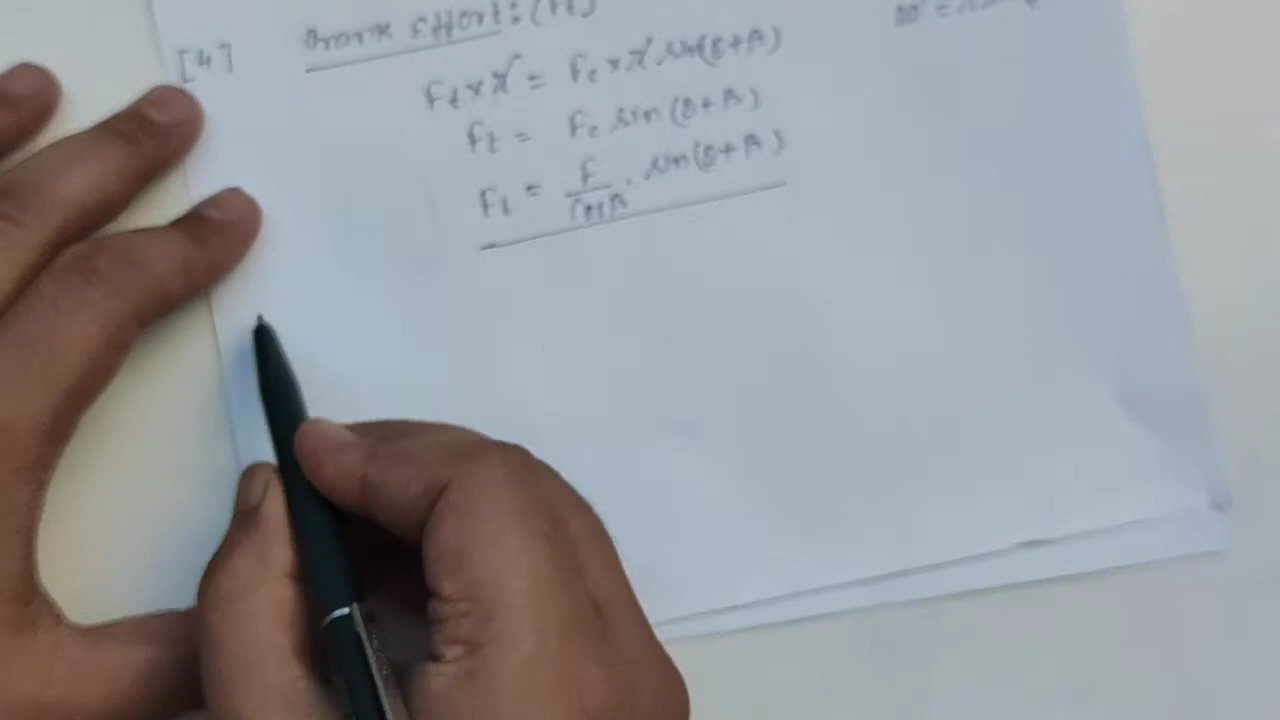 [4] Crank Effort: (Ft)
Ft × r = Fc × r sin(θ+β)
Ft = Fc sin(θ+β)
Ft = F/cosβ . sin(θ+β)